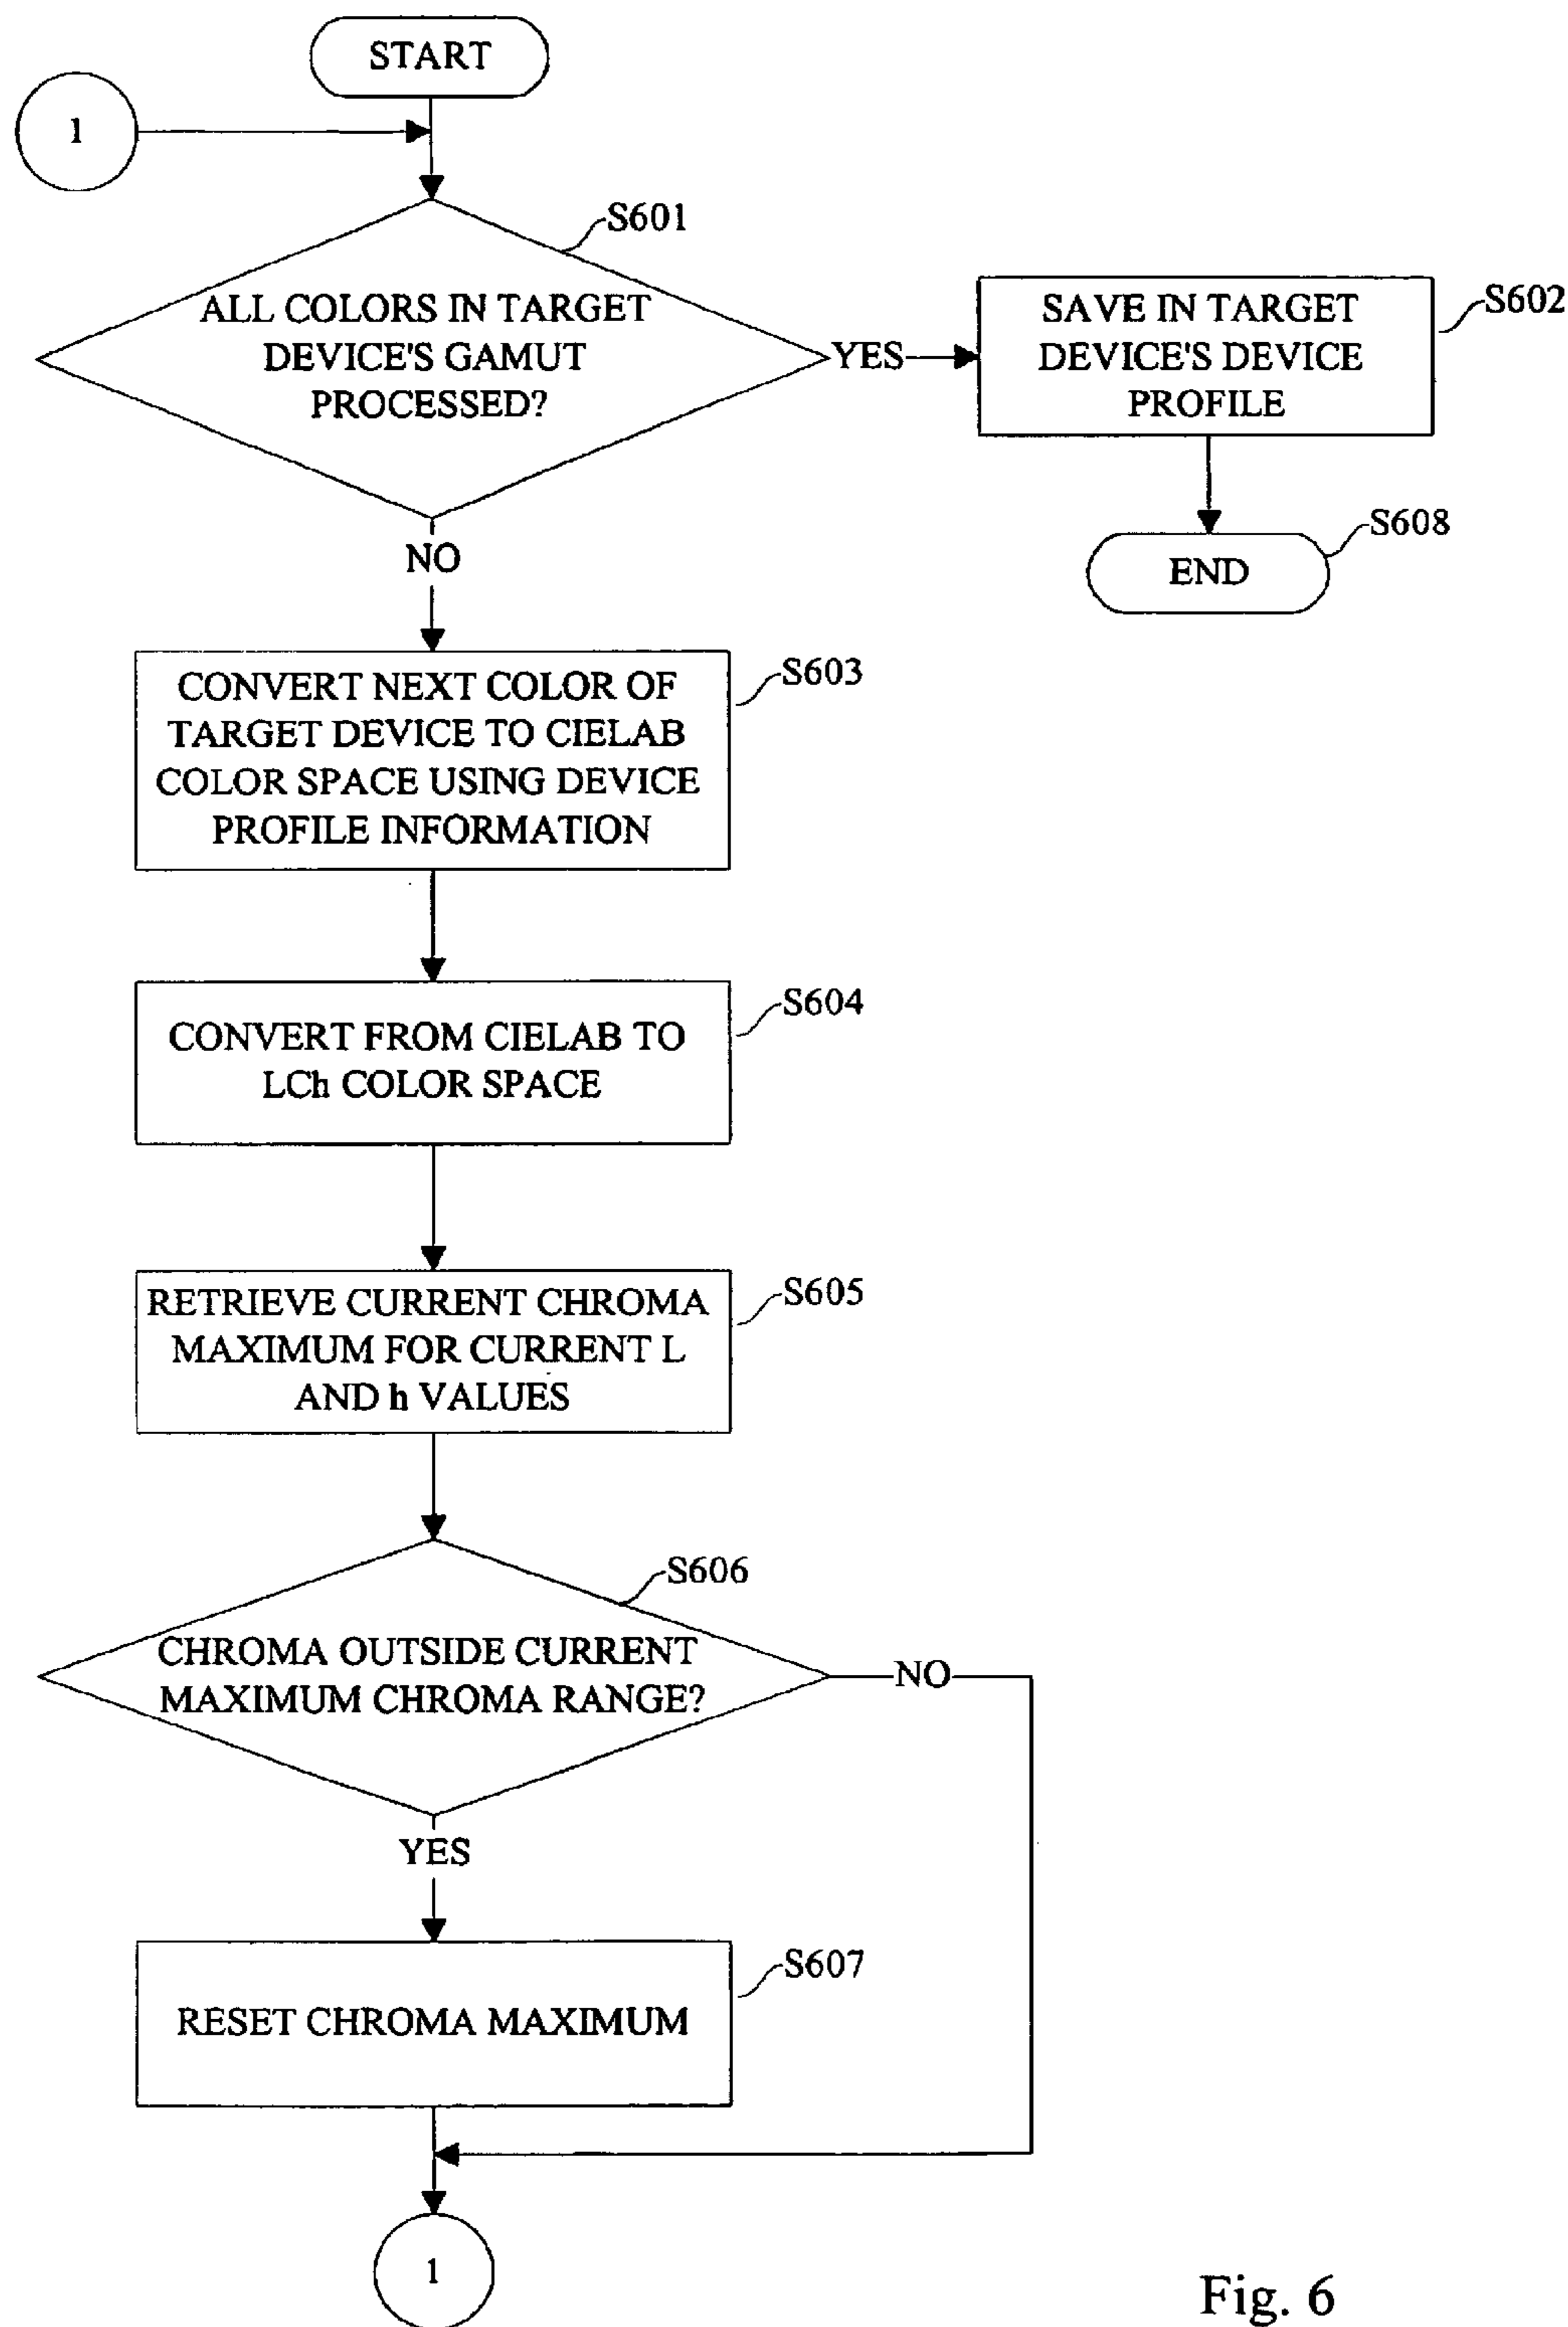 START
1
S601
ALL COLORS IN TARGET
DEVICE'S GAMUT
PROCESSED?
YES
SAVE IN TARGET
DEVICE'S DEVICE
PROFILE
S602
S608
END
NO
CONVERT NEXT COLOR OF
TARGET DEVICE TO CIELAB
COLOR SPACE USING DEVICE
PROFILE INFORMATION
S603
CONVERT FROM CIELAB TO
LCh COLOR SPACE
S604
RETRIEVE CURRENT CHROMA
MAXIMUM FOR CURRENT L
AND h VALUES
S605
S606
CHROMA OUTSIDE CURRENT
MAXIMUM CHROMA RANGE?
NO
YES
RESET CHROMA MAXIMUM
S607
1
Fig. 6